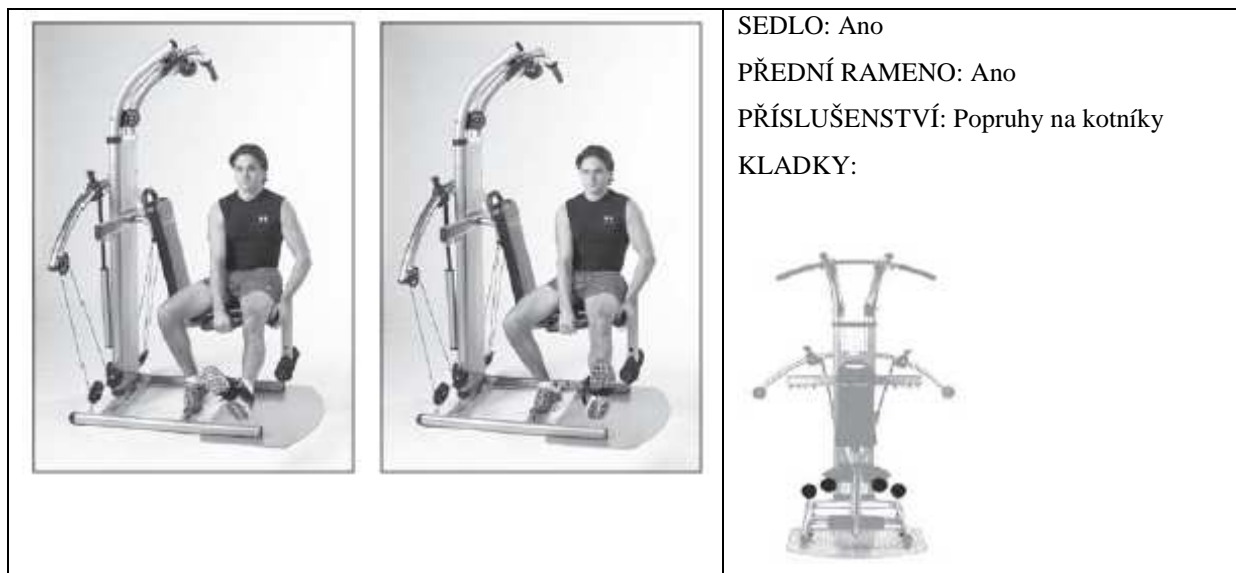 SEDLO: Ano
PŘEDNÍ RAMENO: Ano
PŘÍSLUŠENSTVÍ: Popruhy na kotníky
KLADKY: